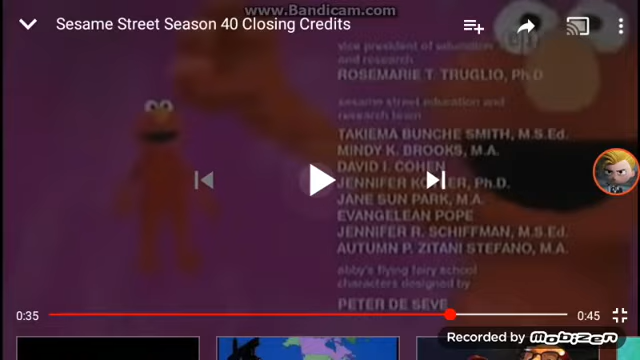 www.Bandicam.com
Sesame Street Season 40 Closing Credits
vice president of education
and research
ROSEMARIE T. TRUGLIO, Ph.D
sesame street education and
research team
TAKIEMA BUNCHE SMITH, M.S.Ed.
MINDY K. BROOKS, M.A.
DAVID I. COHEN
JENNIFER Ph.D.
JANE SUN PARK, M.A.
EVANGELEAN POPE
JENNIFER R. SCHIFFMAN, M.S.Ed.
AUTUMN P. ZITANI STEFANO, M.A.
abby's flying fairy school
characters designed by
PETER DE SEVE
0:35
0:45
Recorded by Mobizen